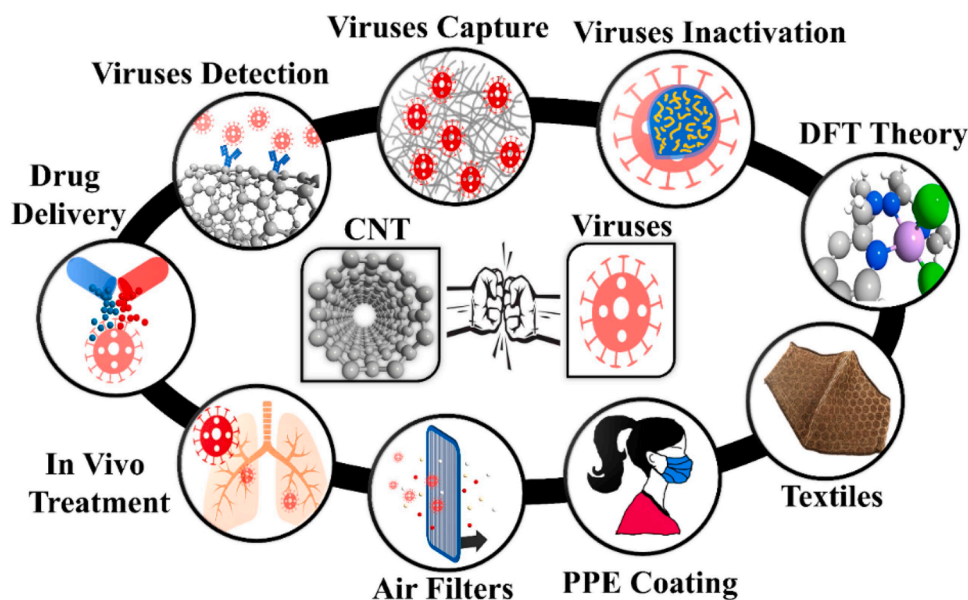 Viruses Capture
Viruses Inactivation
Viruses Detection
DFT Theory
Drug
Delivery
CNT
Viruses
In Vivo
Treatment
Textiles
Air Filters
PPE Coating